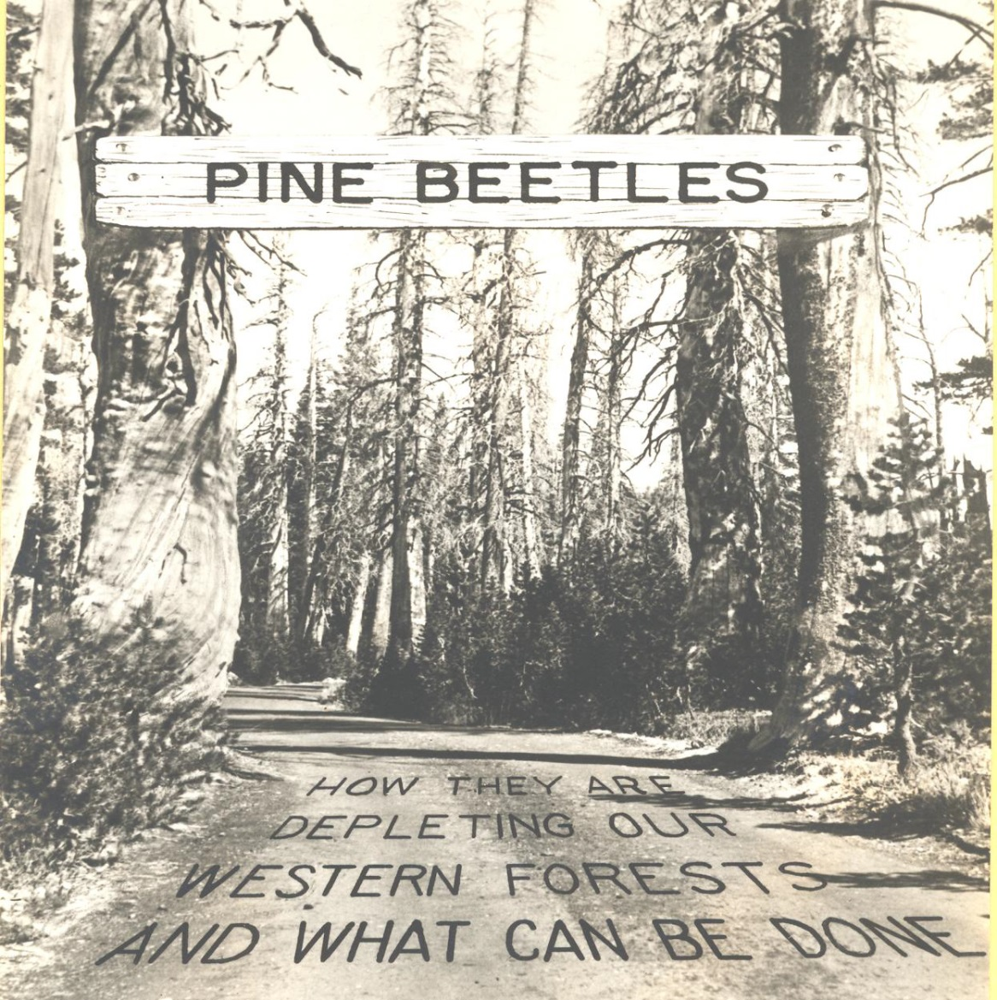 PINE BEETLES
HOW THEY ARE
DEPLETING OUR
WESTERN FORESTS
AND WHAT CAN BE DONE